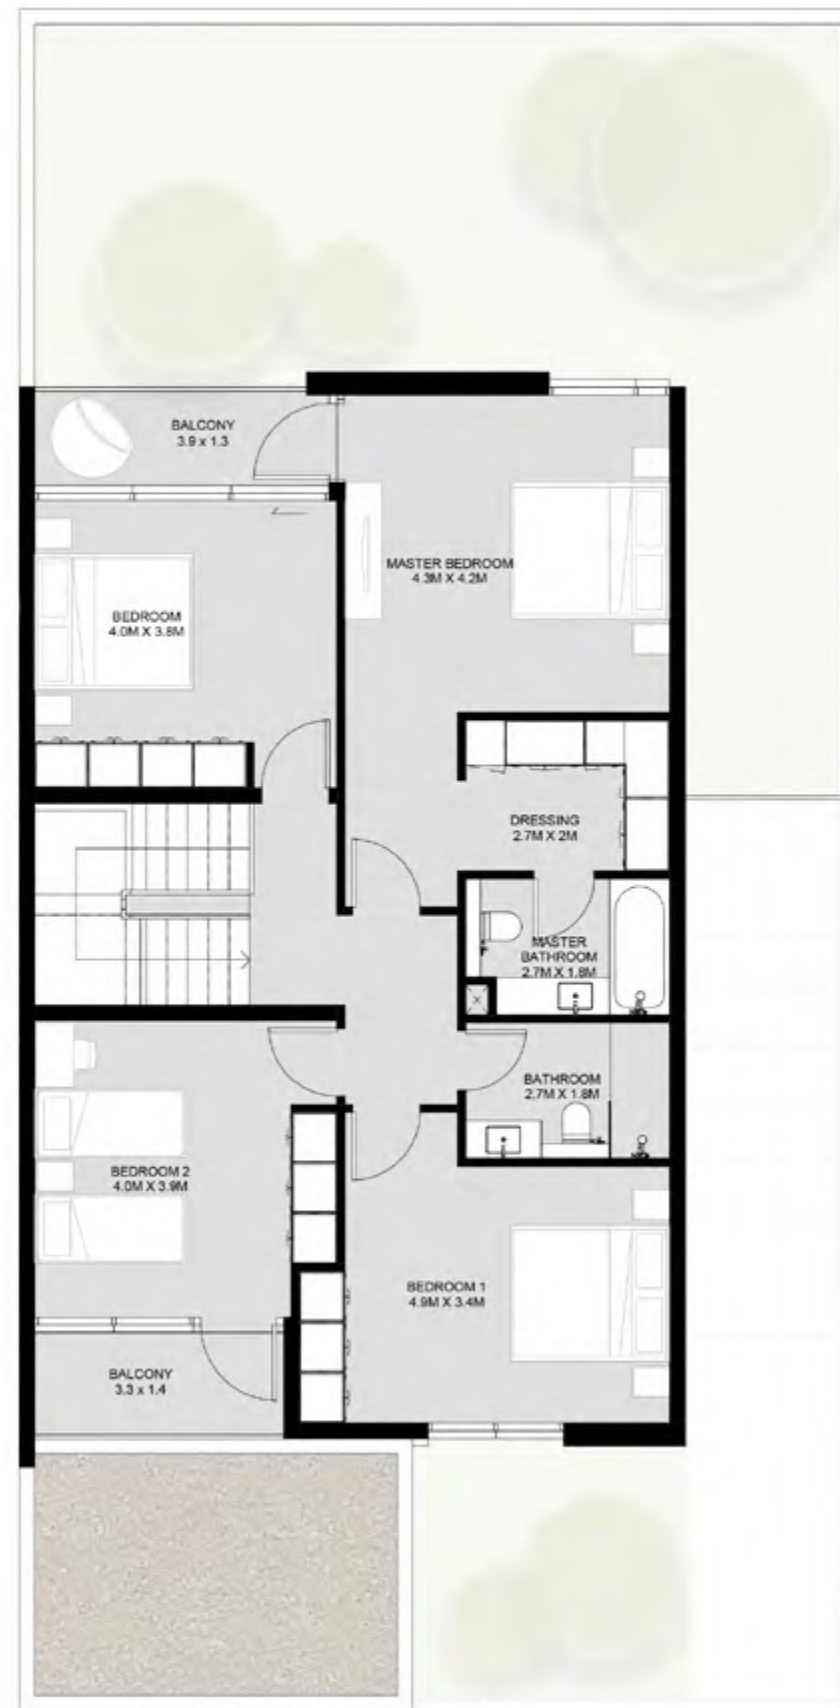 BALCONY
3.9 x 1.3
MASTER BEDROOM
4.3M X 4.2M
BEDROOM
4.0M X 3.8M
DRESSING
2.7M X 2M
MASTER
BATHROOM
2.7M X 1.8M
BATHROOM
2.7M X 1.8M
BEDROOM 2
4.0M X 3.9M
BEDROOM 1
4.9M X 3.4M
BALCONY
3.3 x 1.4